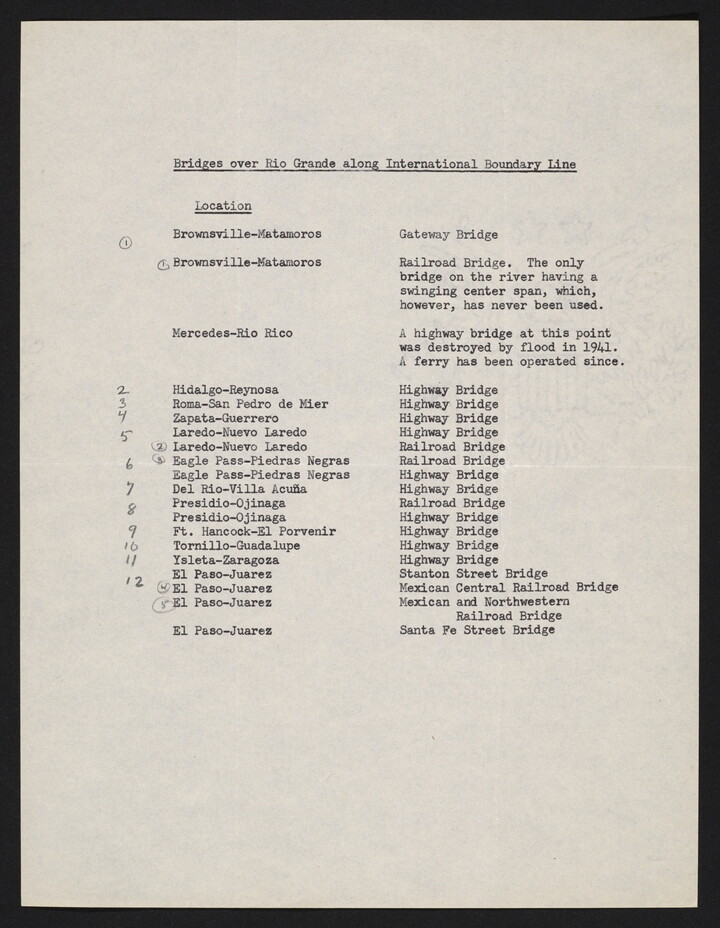 Bridges over Rio Grande along International Boundary Line
Location
① Brownsville-Matamoros Gateway Bridge
① Brownsville-Matamoros Railroad Bridge. The only
bridge on the river having a
swinging center span, which,
however, has never been used.
Mercedes-Rio Rico A highway bridge at this point
was destroyed by flood in 1941.
A ferry has been operated since.
2 Hidalgo-Reynosa Highway Bridge
3 Roma-San Pedro de Mier Highway Bridge
4 Zapata-Guerrero Highway Bridge
5 Laredo-Nuevo Laredo Highway Bridge
② Laredo-Nuevo Laredo Railroad Bridge
6 ③ Eagle Pass-Piedras Negras Railroad Bridge
Eagle Pass-Piedras Negras Highway Bridge
7 Del Rio-Villa Acuña Highway Bridge
8 Presidio-Ojinaga Railroad Bridge
Presidio-Ojinaga Highway Bridge
9 Ft. Hancock-El Porvenir Highway Bridge
10 Tornillo-Guadalupe Highway Bridge
11 Ysleta-Zaragoza Highway Bridge
12 El Paso-Juarez Stanton Street Bridge
④ El Paso-Juarez Mexican Central Railroad Bridge
⑤ El Paso-Juarez Mexican and Northwestern
Railroad Bridge
El Paso-Juarez Santa Fe Street Bridge